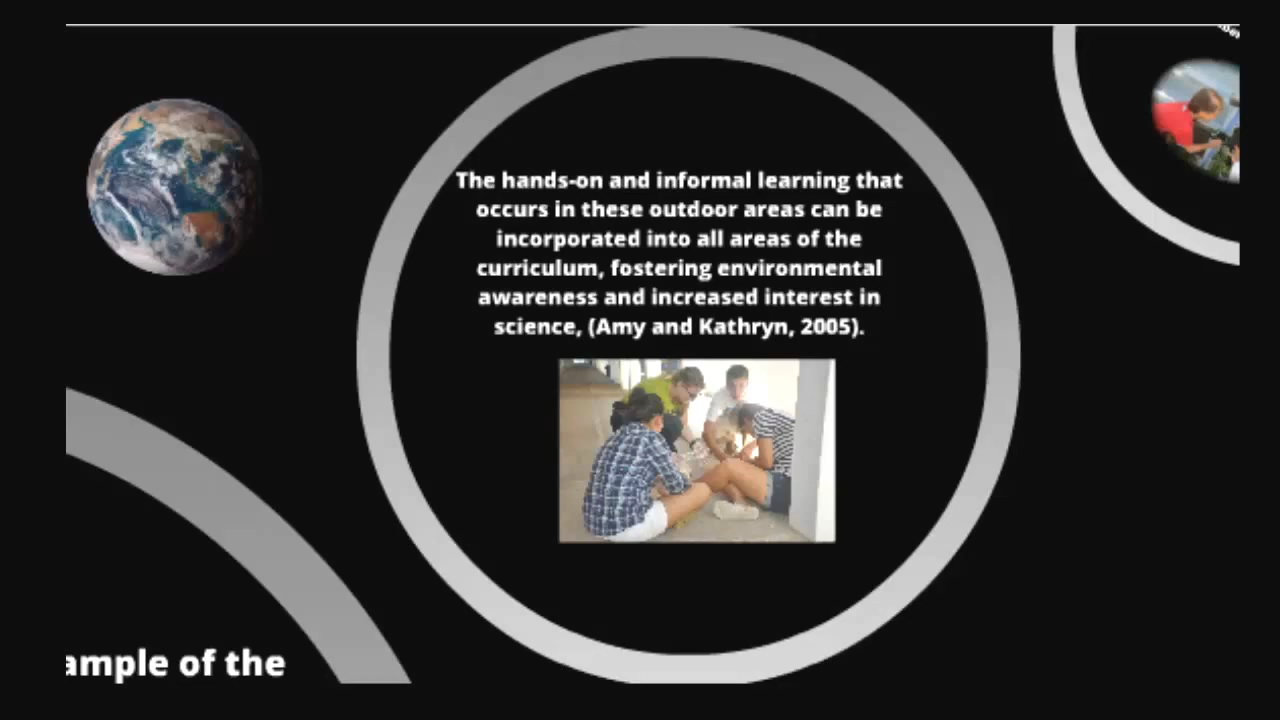 The hands-on and informal learning that
occurs in these outdoor areas can be
incorporated into all areas of the
curriculum, fostering environmental
awareness and increased interest in
science, (Amy and Kathryn, 2005).
ample of the